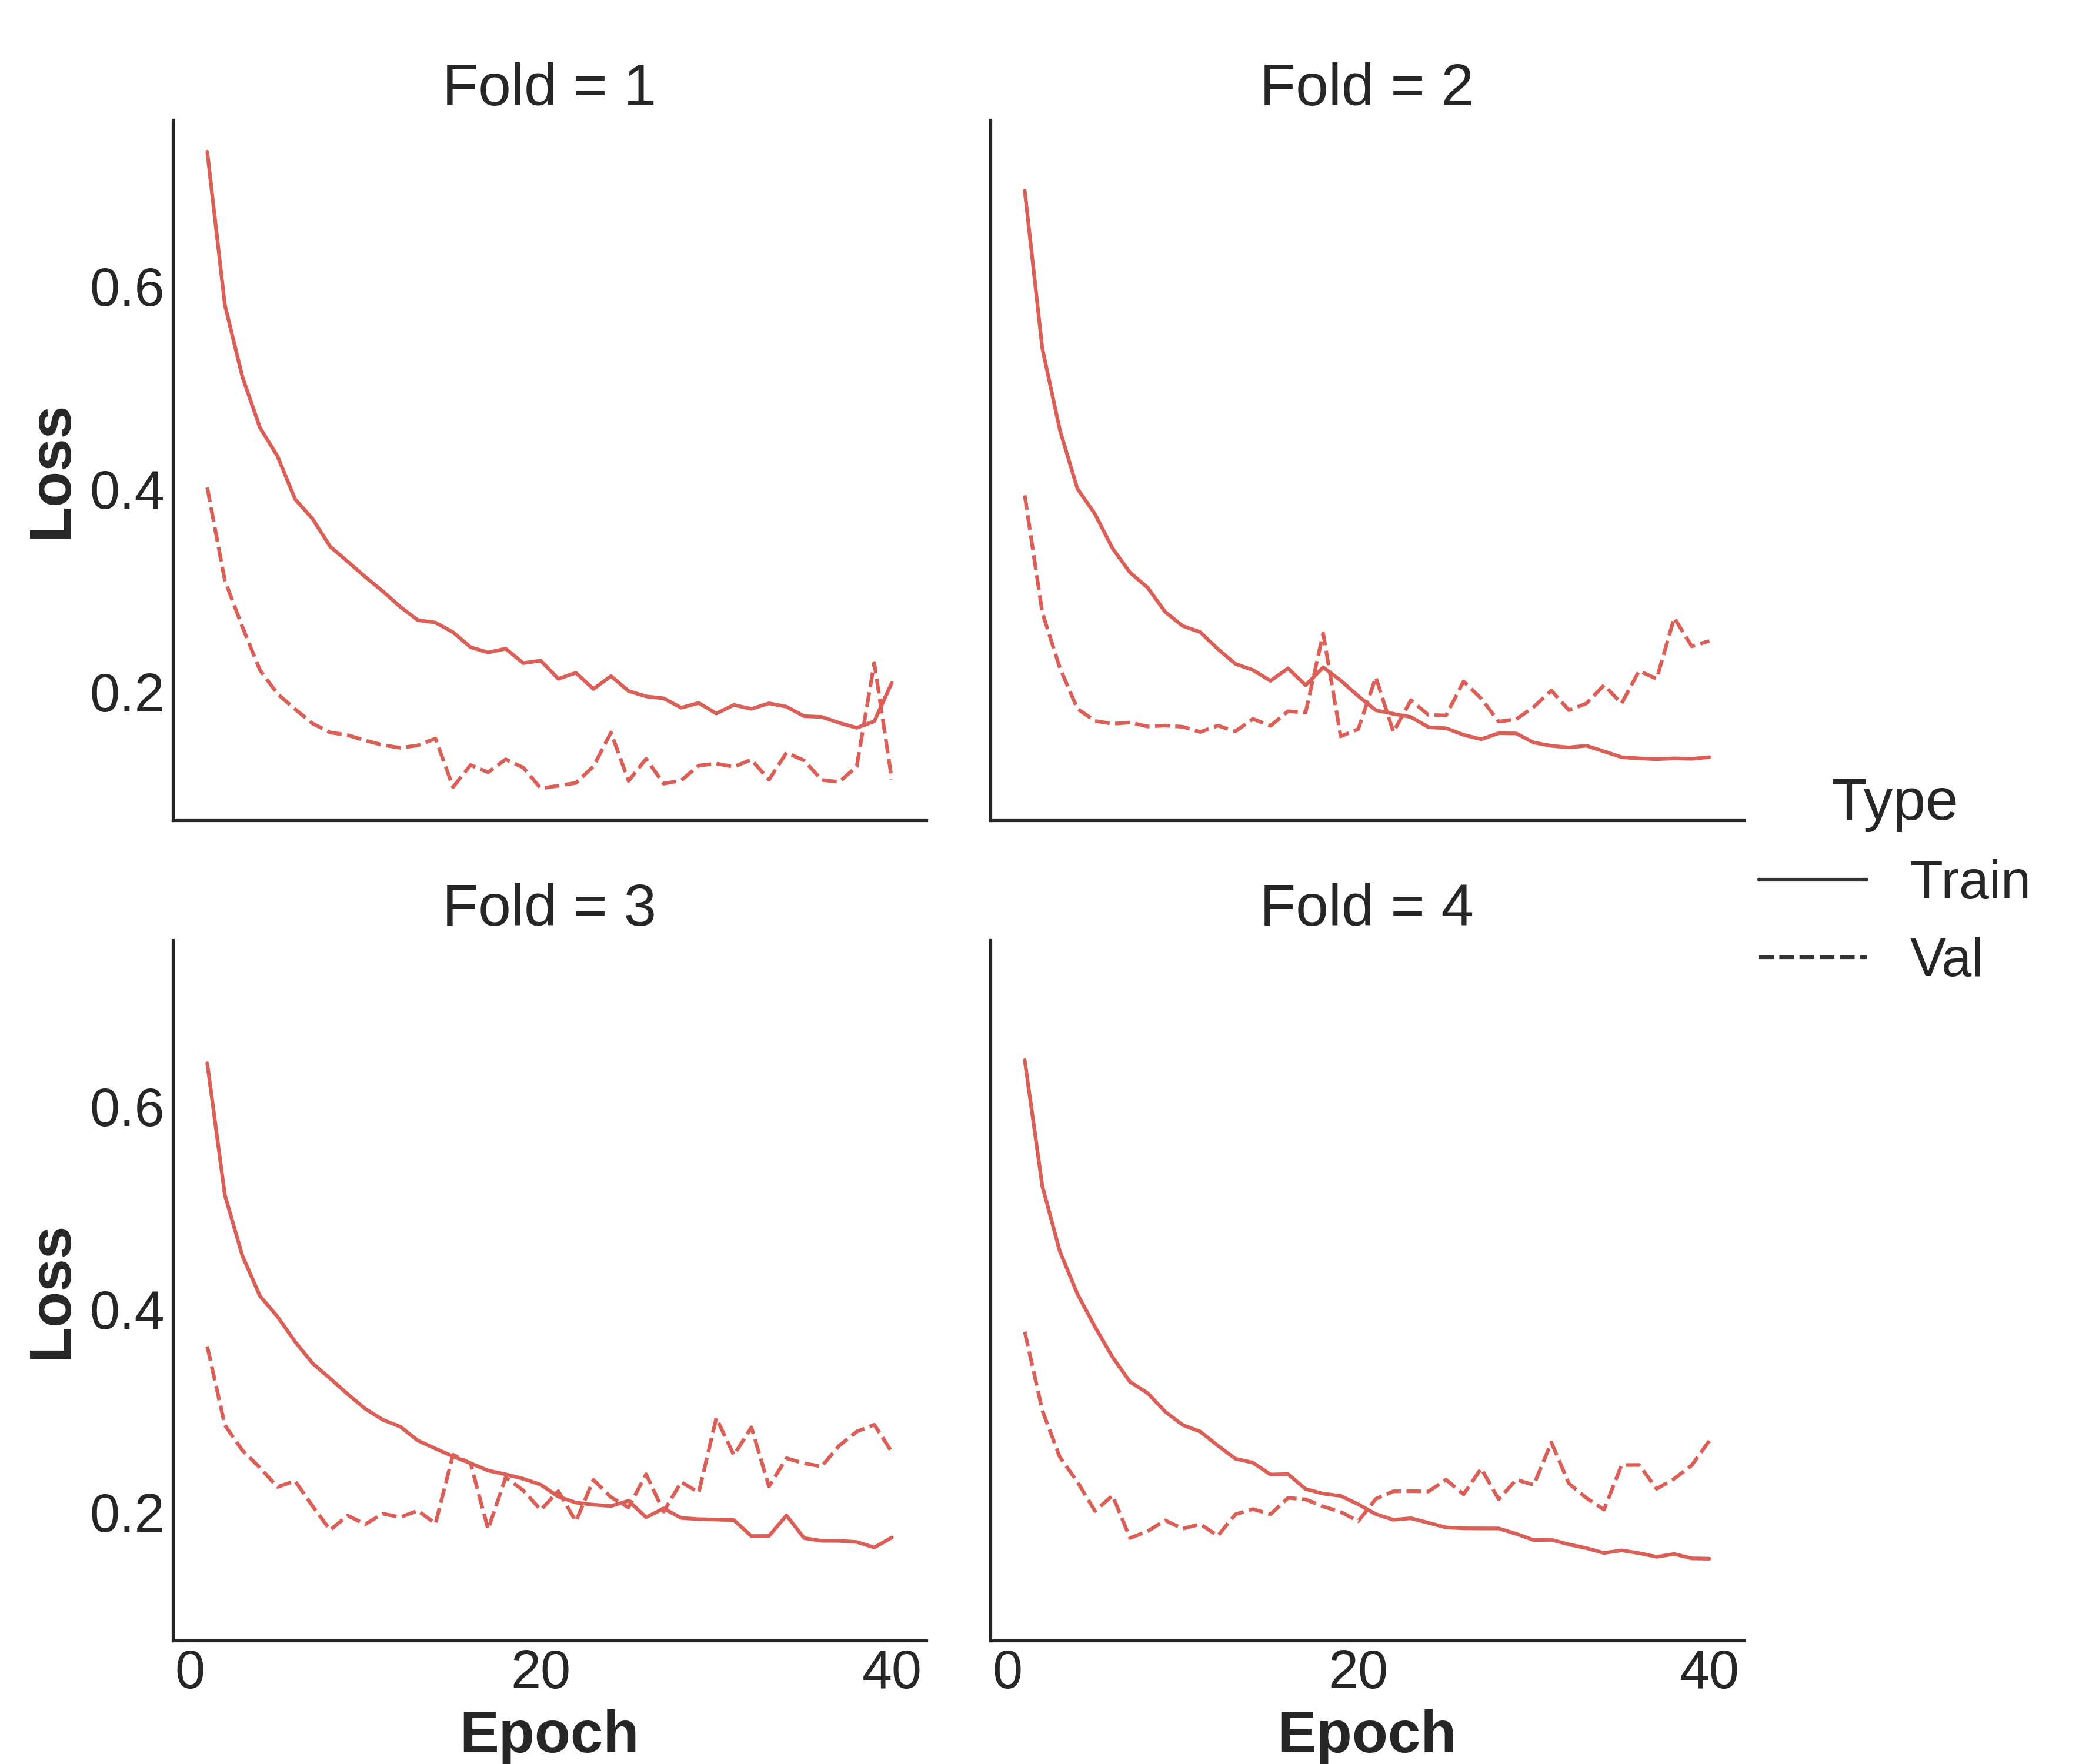 Fold = 1
Fold = 2
Loss
0.6
0.4
0.2
Type
Train
Val
Fold = 3
Fold = 4
Loss
0.6
0.4
0.2
0 20 40
0 20 40
Epoch
Epoch